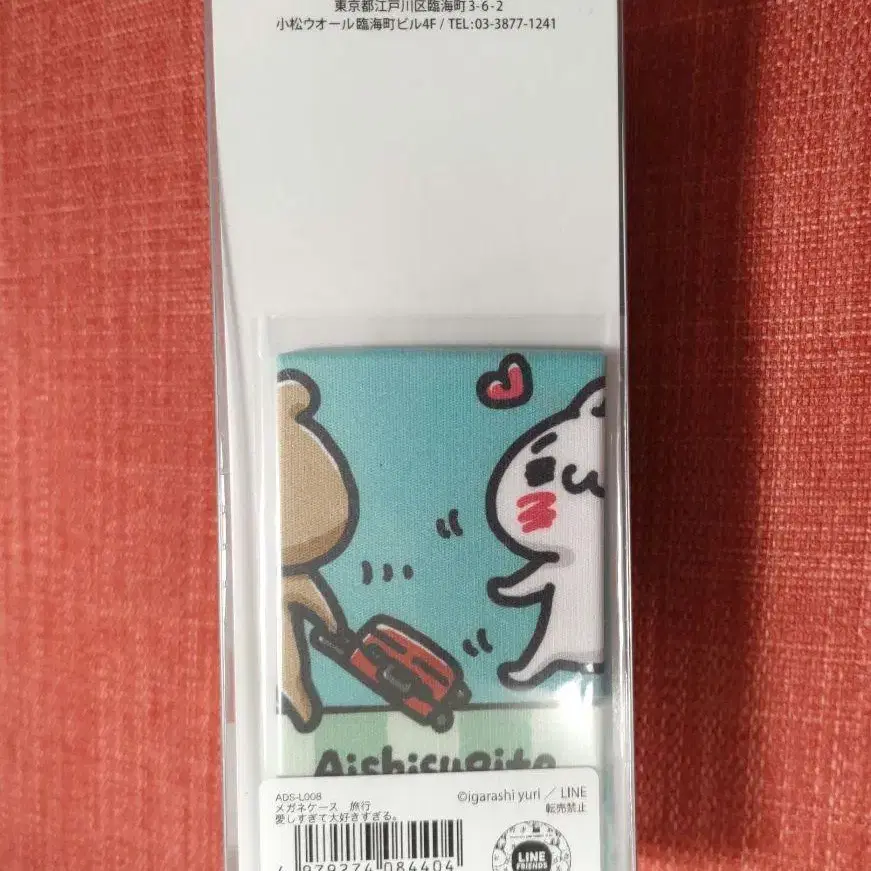 東京都江戸川区臨海町3-6-2
小松ウオール臨海町ビル4F / TEL:03-3877-1241
Aishisugite
ADS-L008
©igarashi yuri ／ LINE
メガネケース　旅行
転売禁止
愛しすぎて大好きすぎる。
4 979274 084404
LINE
FRIENDS